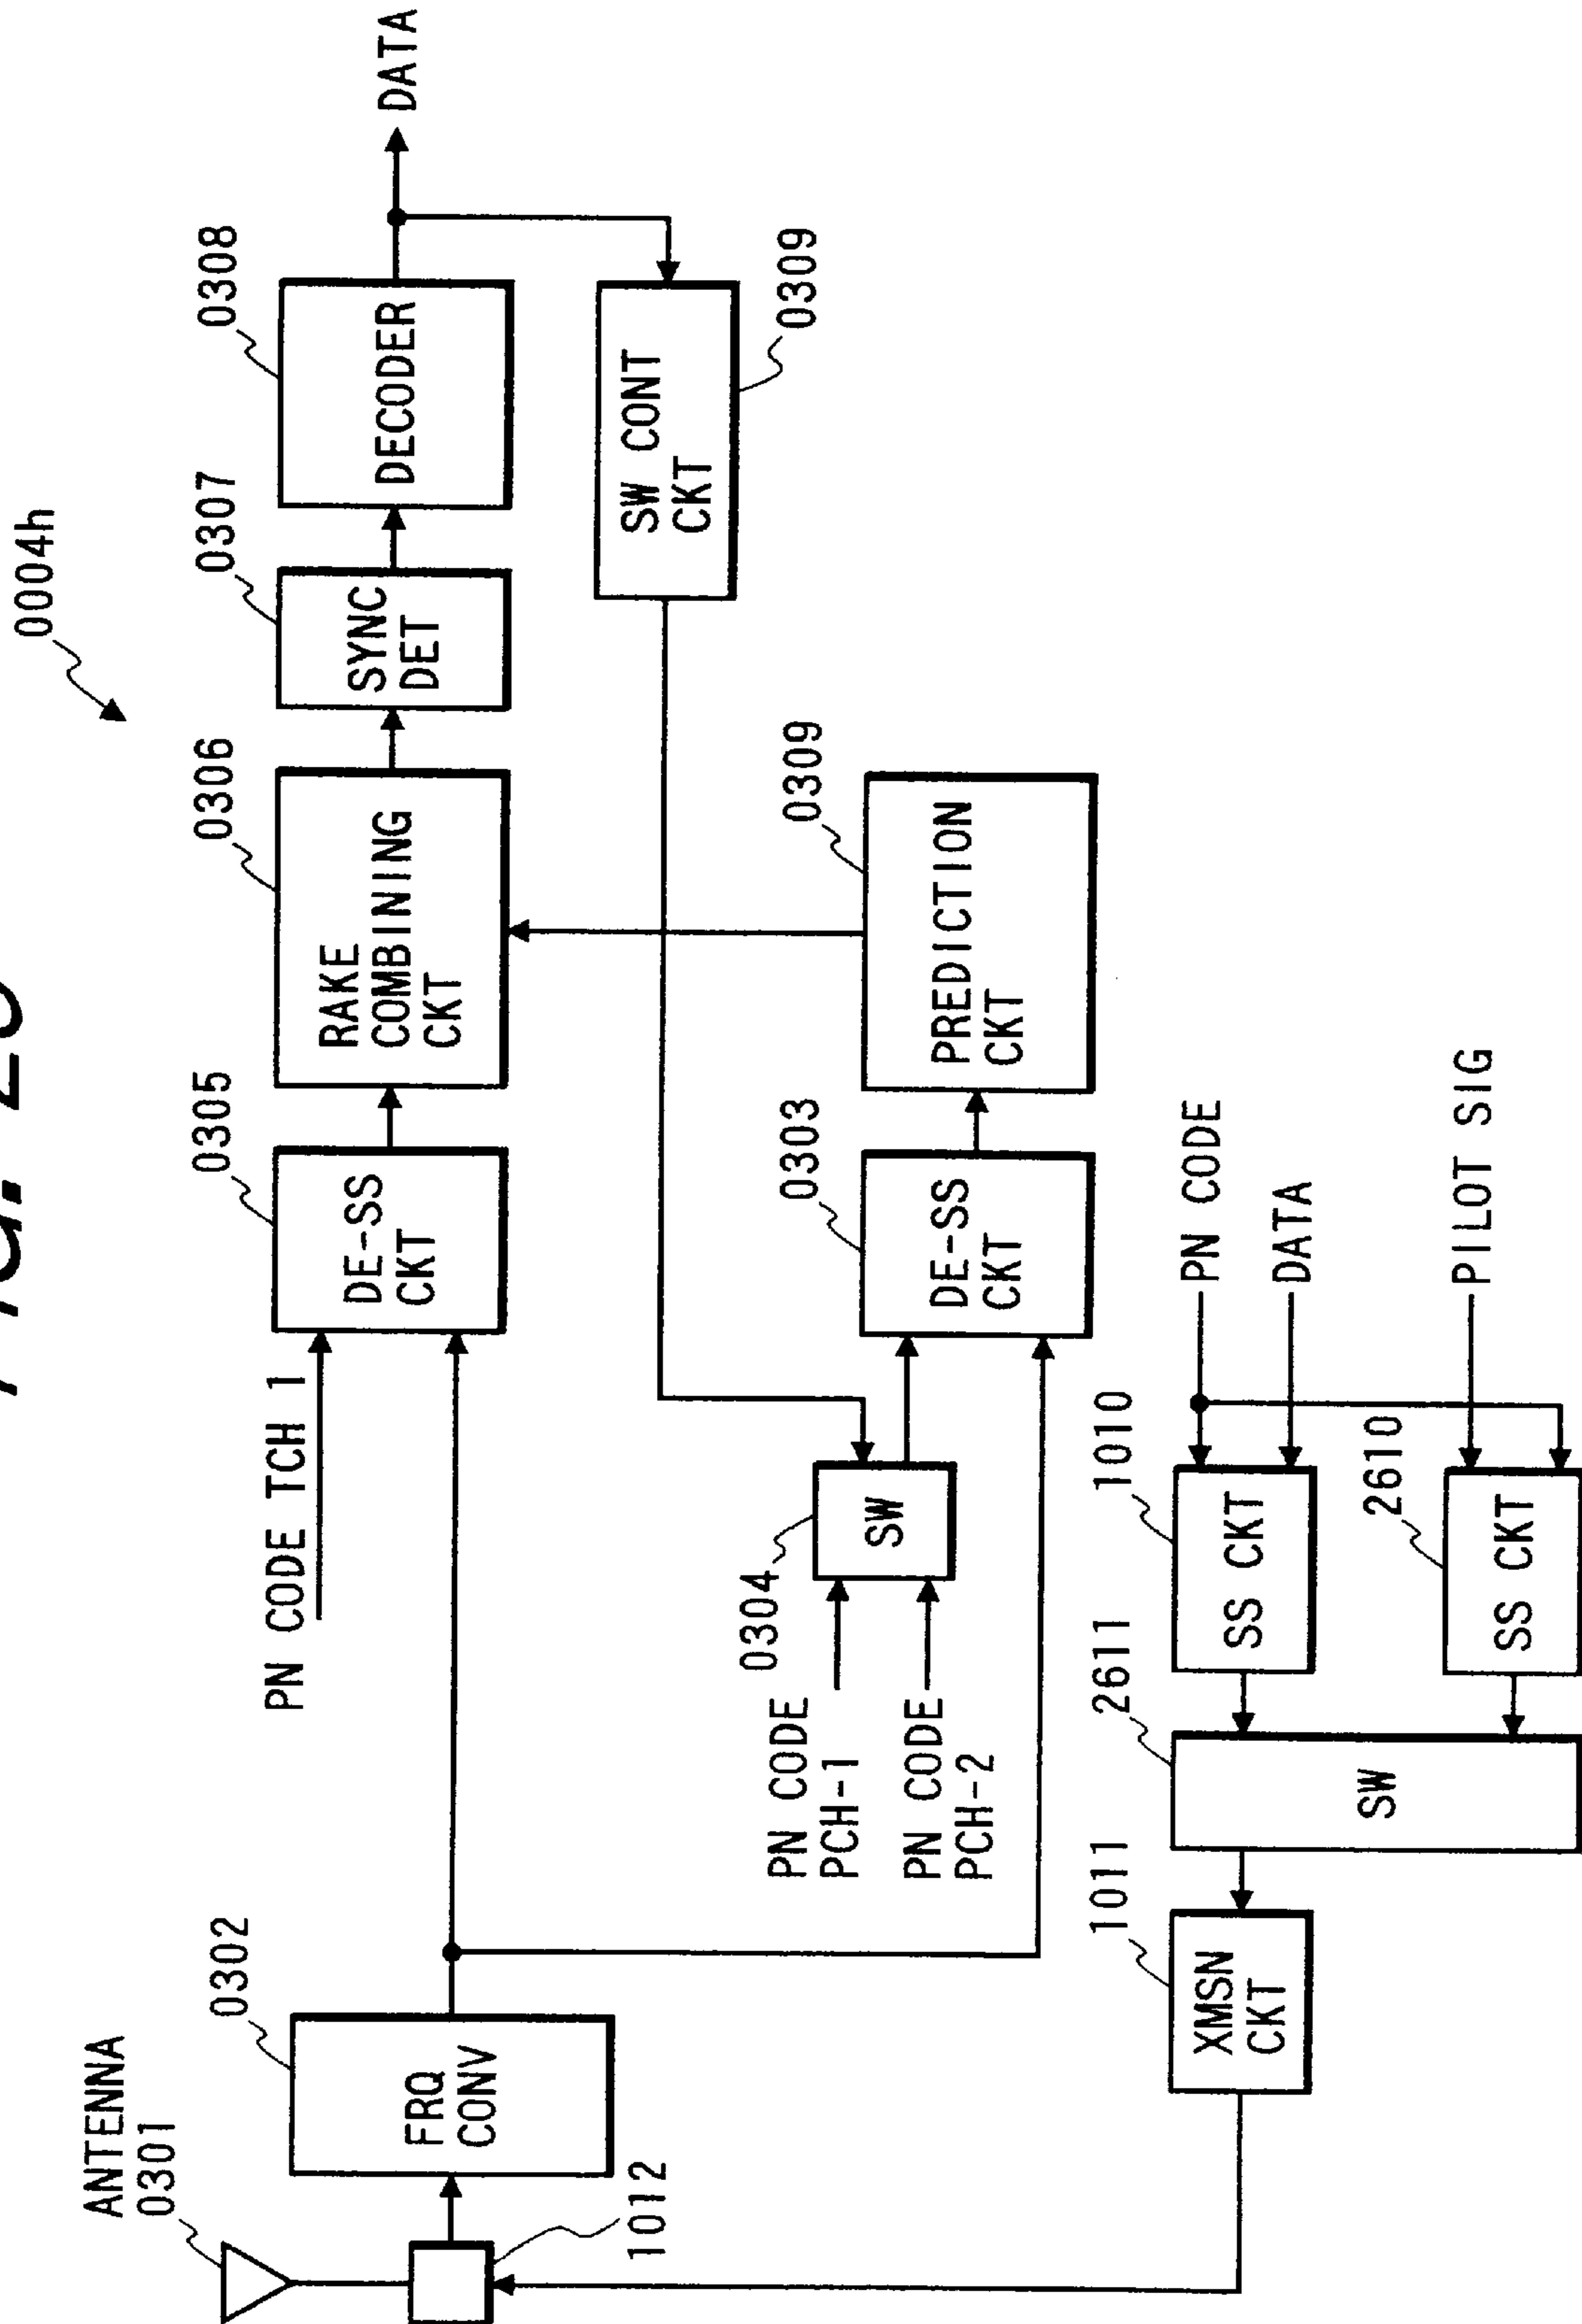 0004h
ANTENNA
0301
0302
FRQ
CONV
1012
PN CODE TCH 1
0305
DE-SS
CKT
0306
RAKE
COMBINING
CKT
0307
SYNC
DET
0308
DECODER
DATA
SW CONT
CKT
0309
0304
SW
PN CODE
PCH-1
PN CODE
PCH-2
0303
DE-SS
CKT
0309
PREDICTION
CKT
1011
XMSN
CKT
2611
SW
1010
SS CKT
2610
SS CKT
PN CODE
DATA
PILOT SIG